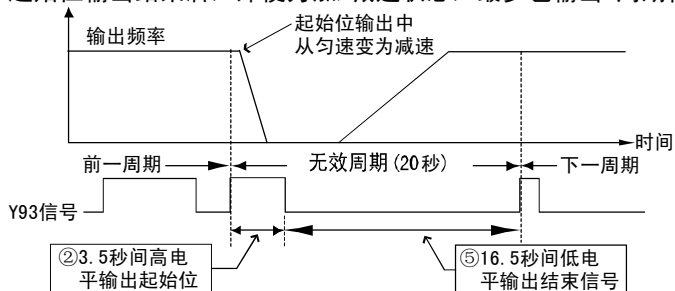 输出频率
起始位输出中
从匀速变为减速
时间
前一周期
无效周期(20秒)
下一周期
Y93信号
②3.5秒间高电
平输出起始位
⑤16.5秒间低电
平输出结束信号